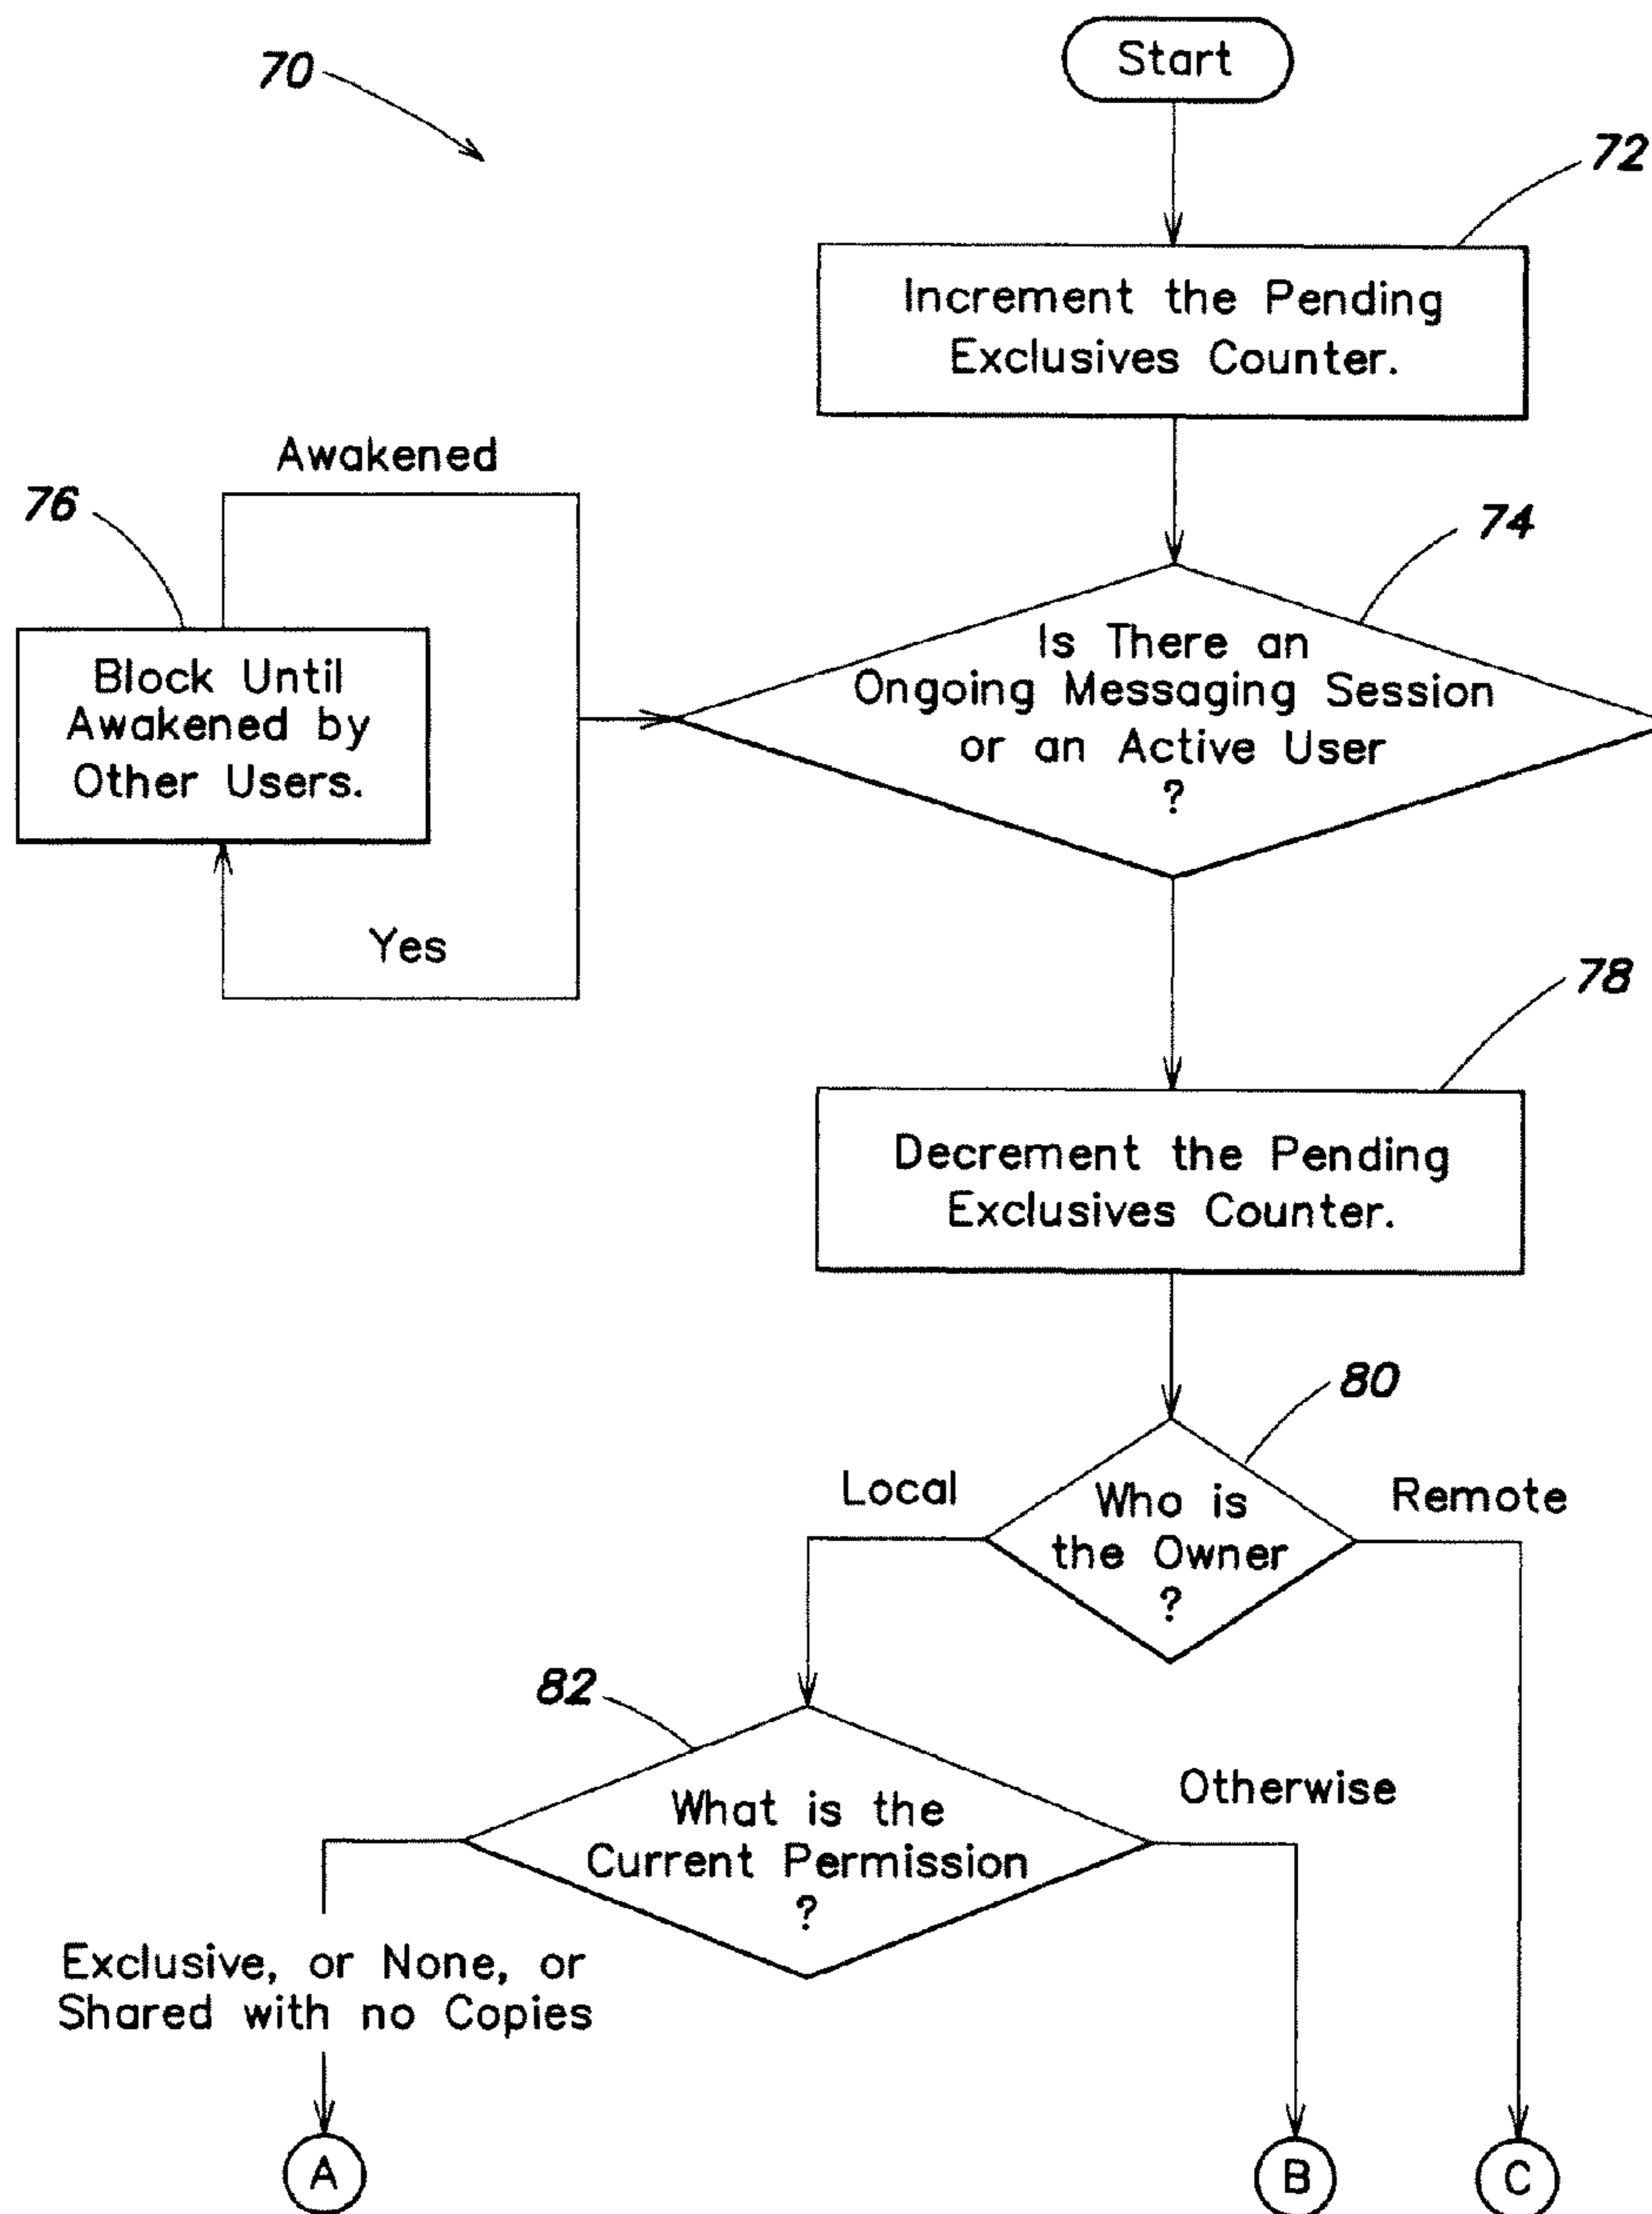 70
Start
72
Increment the Pending
Exclusives Counter.
Awakened
76
74
Block Until
Awakened by
Other Users.
Is There an
Ongoing Messaging Session
or an Active User
?
Yes
78
Decrement the Pending
Exclusives Counter.
80
Local
Who is
the Owner
?
Remote
82
What is the
Current Permission
?
Otherwise
Exclusive, or None, or
Shared with no Copies
A
B
C